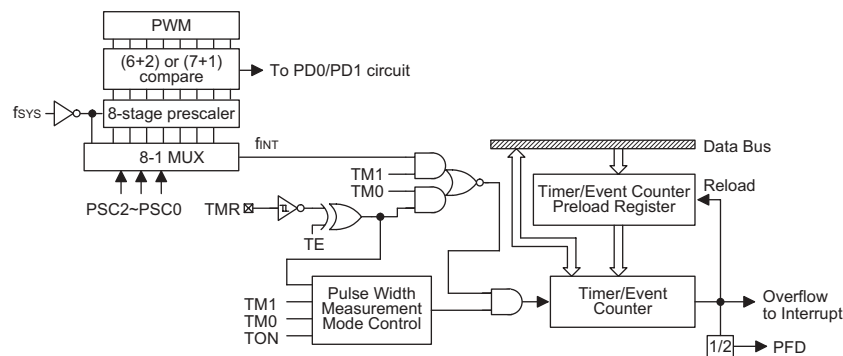 PWM
(6+2) or (7+1)
compare
To PD0/PD1 circuit
fSYS
8-stage prescaler
8-1 MUX
fINT
PSC2~PSC0
TM1
TM0
TMR
TE
Data Bus
Timer/Event Counter
Preload Register
Reload
TM1
TM0
TON
Pulse Width
Measurement
Mode Control
Timer/Event
Counter
Overflow
to Interrupt
1/2
PFD